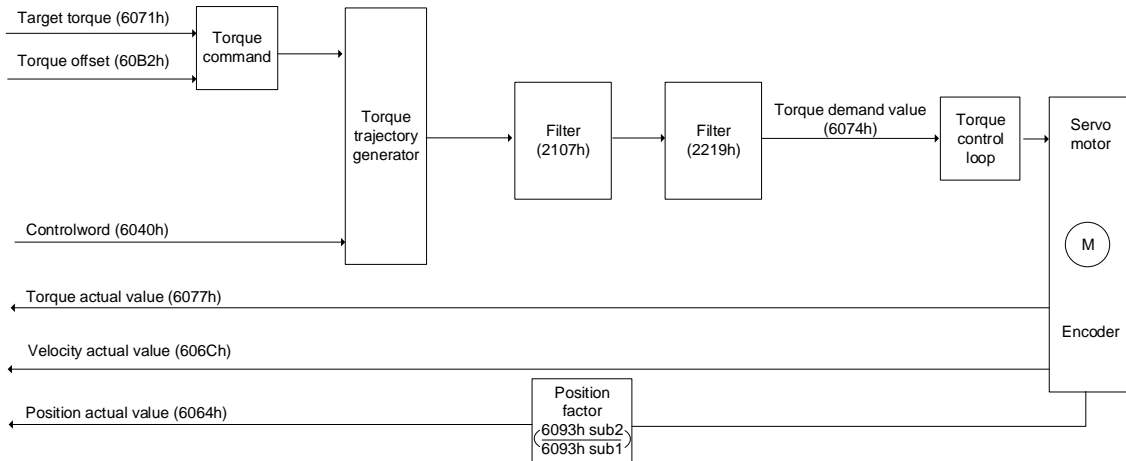 Target torque (6071h)
Torque offset (60B2h)
Torque
command
Torque
trajectory
generator
Controlword (6040h)
Filter
(2107h)
Filter
(2219h)
Torque demand value
(6074h)
Torque
control
loop
Servo
motor
M
Encoder
Torque actual value (6077h)
Velocity actual value (606Ch)
Position actual value (6064h)
Position
factor
(6093h sub2
6093h sub1)